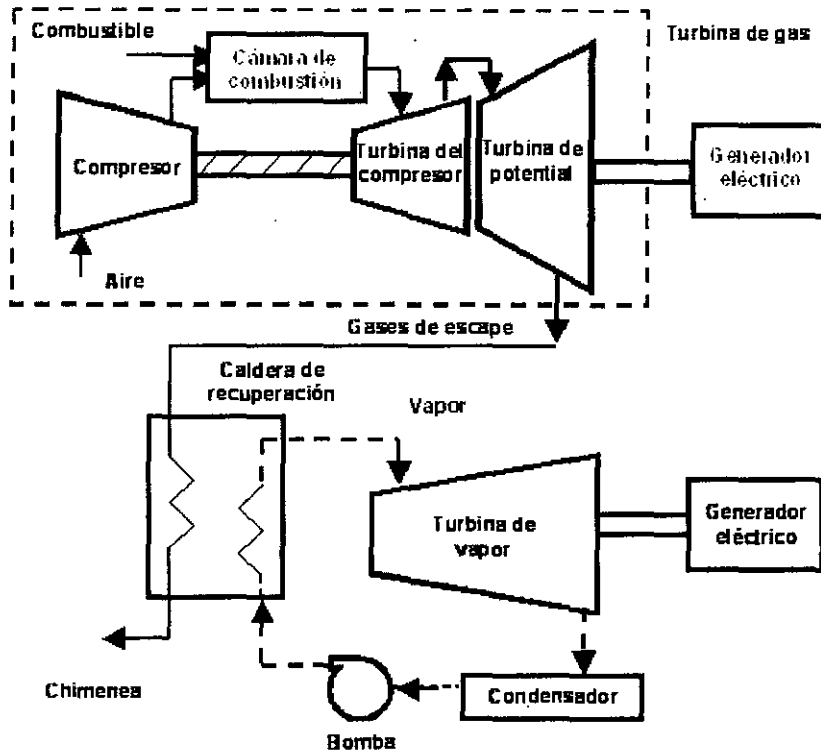 Combustible
Cámara de
combustión
Turbina de gas
Compresor
Turbina del
compresor
Turbina de
potential
Generador
eléctrico
Aire
Gases de escape
Caldera de
recuperación
Vapor
Turbina de
vapor
Generador
eléctrico
Chimenea
Condensador
Bomba